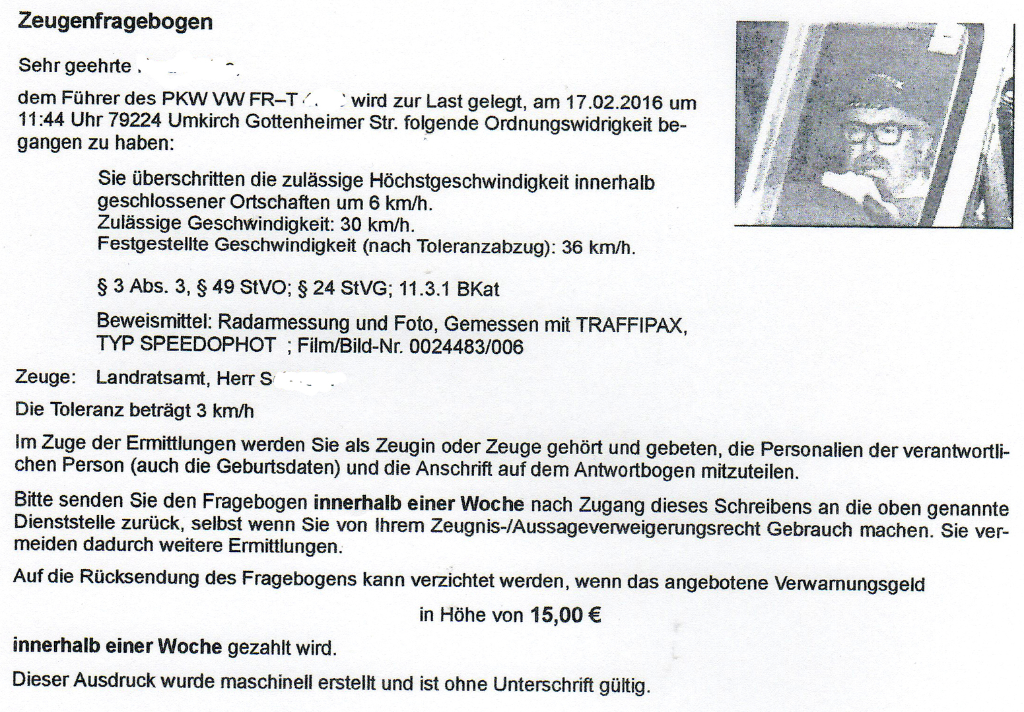 Zeugenfragebogen
Sehr geehrte
dem Führer des PKW VW FR–T wird zur Last gelegt, am 17.02.2016 um
11:44 Uhr 79224 Umkirch Gottenheimer Str. folgende Ordnungswidrigkeit be-
gangen zu haben:
Sie überschritten die zulässige Höchstgeschwindigkeit innerhalb
geschlossener Ortschaften um 6 km/h.
Zulässige Geschwindigkeit: 30 km/h.
Festgestellte Geschwindigkeit (nach Toleranzabzug): 36 km/h.
§ 3 Abs. 3, § 49 StVO; § 24 StVG; 11.3.1 BKat
Beweismittel: Radarmessung und Foto, Gemessen mit TRAFFIPAX,
TYP SPEEDOPHOT ; Film/Bild-Nr. 0024483/006
Zeuge: Landratsamt, Herr S
Die Toleranz beträgt 3 km/h
Im Zuge der Ermittlungen werden Sie als Zeugin oder Zeuge gehört und gebeten, die Personalien der verantwortli-
chen Person (auch die Geburtsdaten) und die Anschrift auf dem Antwortbogen mitzuteilen.
Bitte senden Sie den Fragebogen innerhalb einer Woche nach Zugang dieses Schreibens an die oben genannte
Dienststelle zurück, selbst wenn Sie von Ihrem Zeugnis-/Aussageverweigerungsrecht Gebrauch machen. Sie ver-
meiden dadurch weitere Ermittlungen.
Auf die Rücksendung des Fragebogens kann verzichtet werden, wenn das angebotene Verwarnungsgeld
in Höhe von 15,00 €
innerhalb einer Woche gezahlt wird.
Dieser Ausdruck wurde maschinell erstellt und ist ohne Unterschrift gültig.